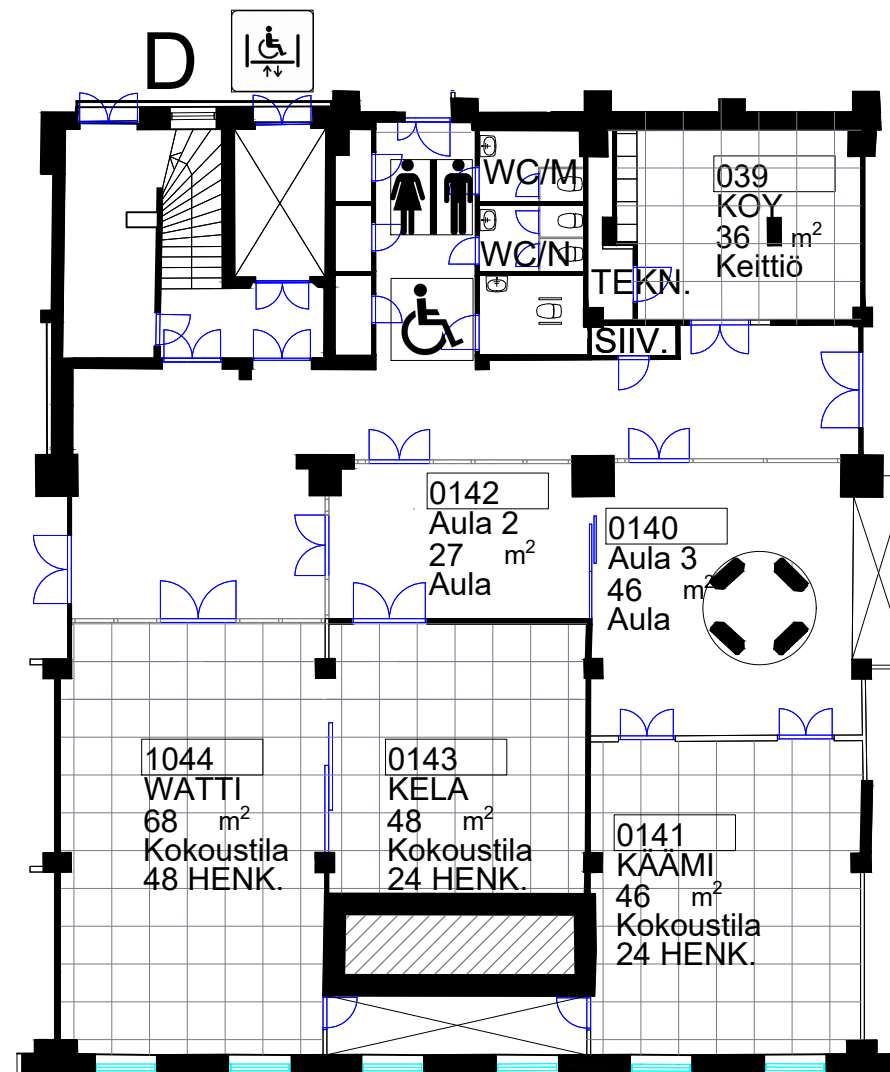 D
WC/M
WC/N
TEKN.
SIIV.
039
KOY
36 m²
Keittiö
0142
Aula 2
27 m²
Aula
0140
Aula 3
46 m²
Aula
1044
WATTI
68 m²
Kokoustila
48 HENK.
0143
KELA
48 m²
Kokoustila
24 HENK.
0141
KÄÄMI
46 m²
Kokoustila
24 HENK.